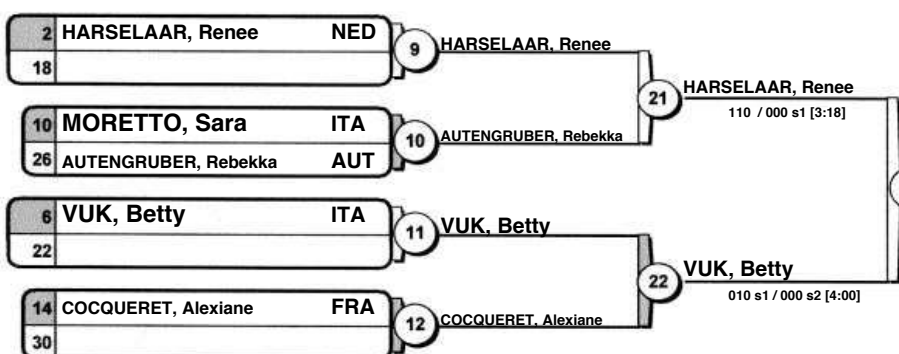 2 HARSELAAR, Renee NED
18
9 HARSELAAR, Renee
10 MORETTO, Sara ITA
26 AUTENGRUBER, Rebekka AUT
10 AUTENGRUBER, Rebekka
21 HARSELAAR, Renee
110 / 000 s1 [3:18]
6 VUK, Betty ITA
22
11 VUK, Betty
14 COCQUERET, Alexiane FRA
30
12 COCQUERET, Alexiane
22 VUK, Betty
010 s1 / 000 s2 [4:00]